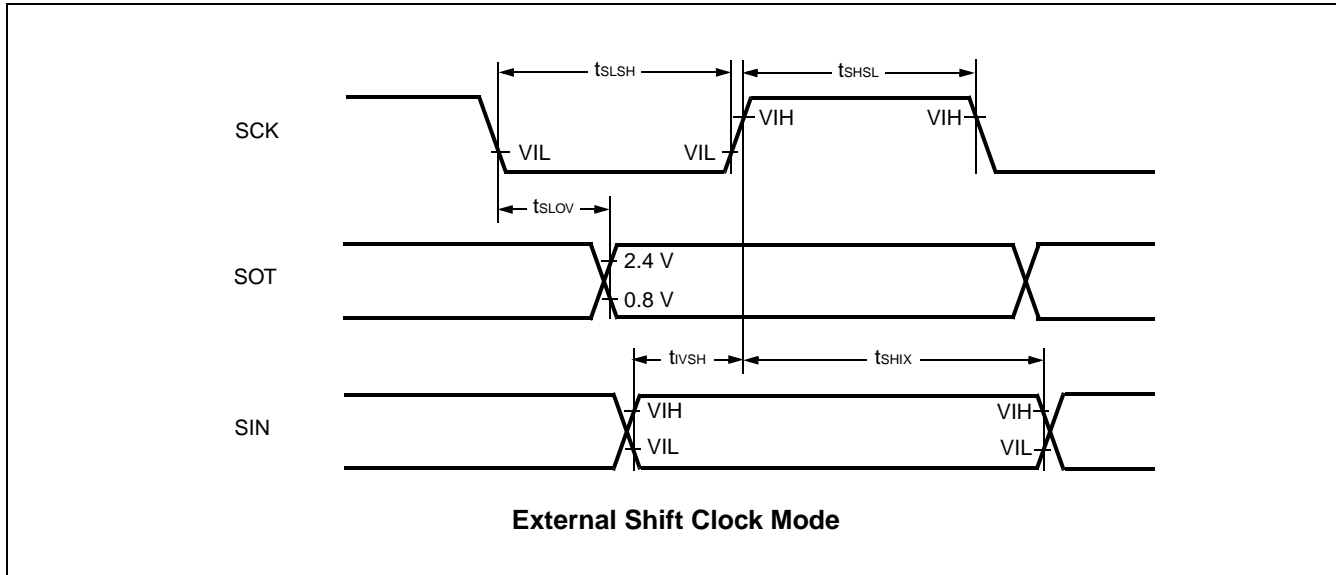 tSLSH
tSHSL
SCK
VIH
VIH
VIL
VIL
tSLOV
SOT
2.4 V
0.8 V
tIVSH
tSHIX
SIN
VIH
VIH
VIL
VIL
External Shift Clock Mode